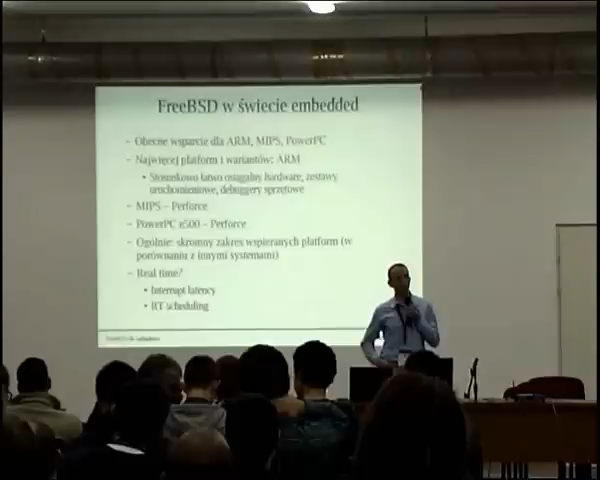 FreeBSD w świecie embedded
– Obecne wsparcie dla ARM, MIPS, PowerPC
– Najwięcej platform i wariantów: ARM
• Stosunkowo łatwo osiągalny hardware, zestawy
uruchomieniowe, debuggery sprzętowe
– MIPS – Perforce
– PowerPC e500 – Perforce
– Ogólnie: skromny zakres wspieranych platform (w
porównaniu z innymi systemami)
– Real time?
• Interrupt latency
• RT scheduling